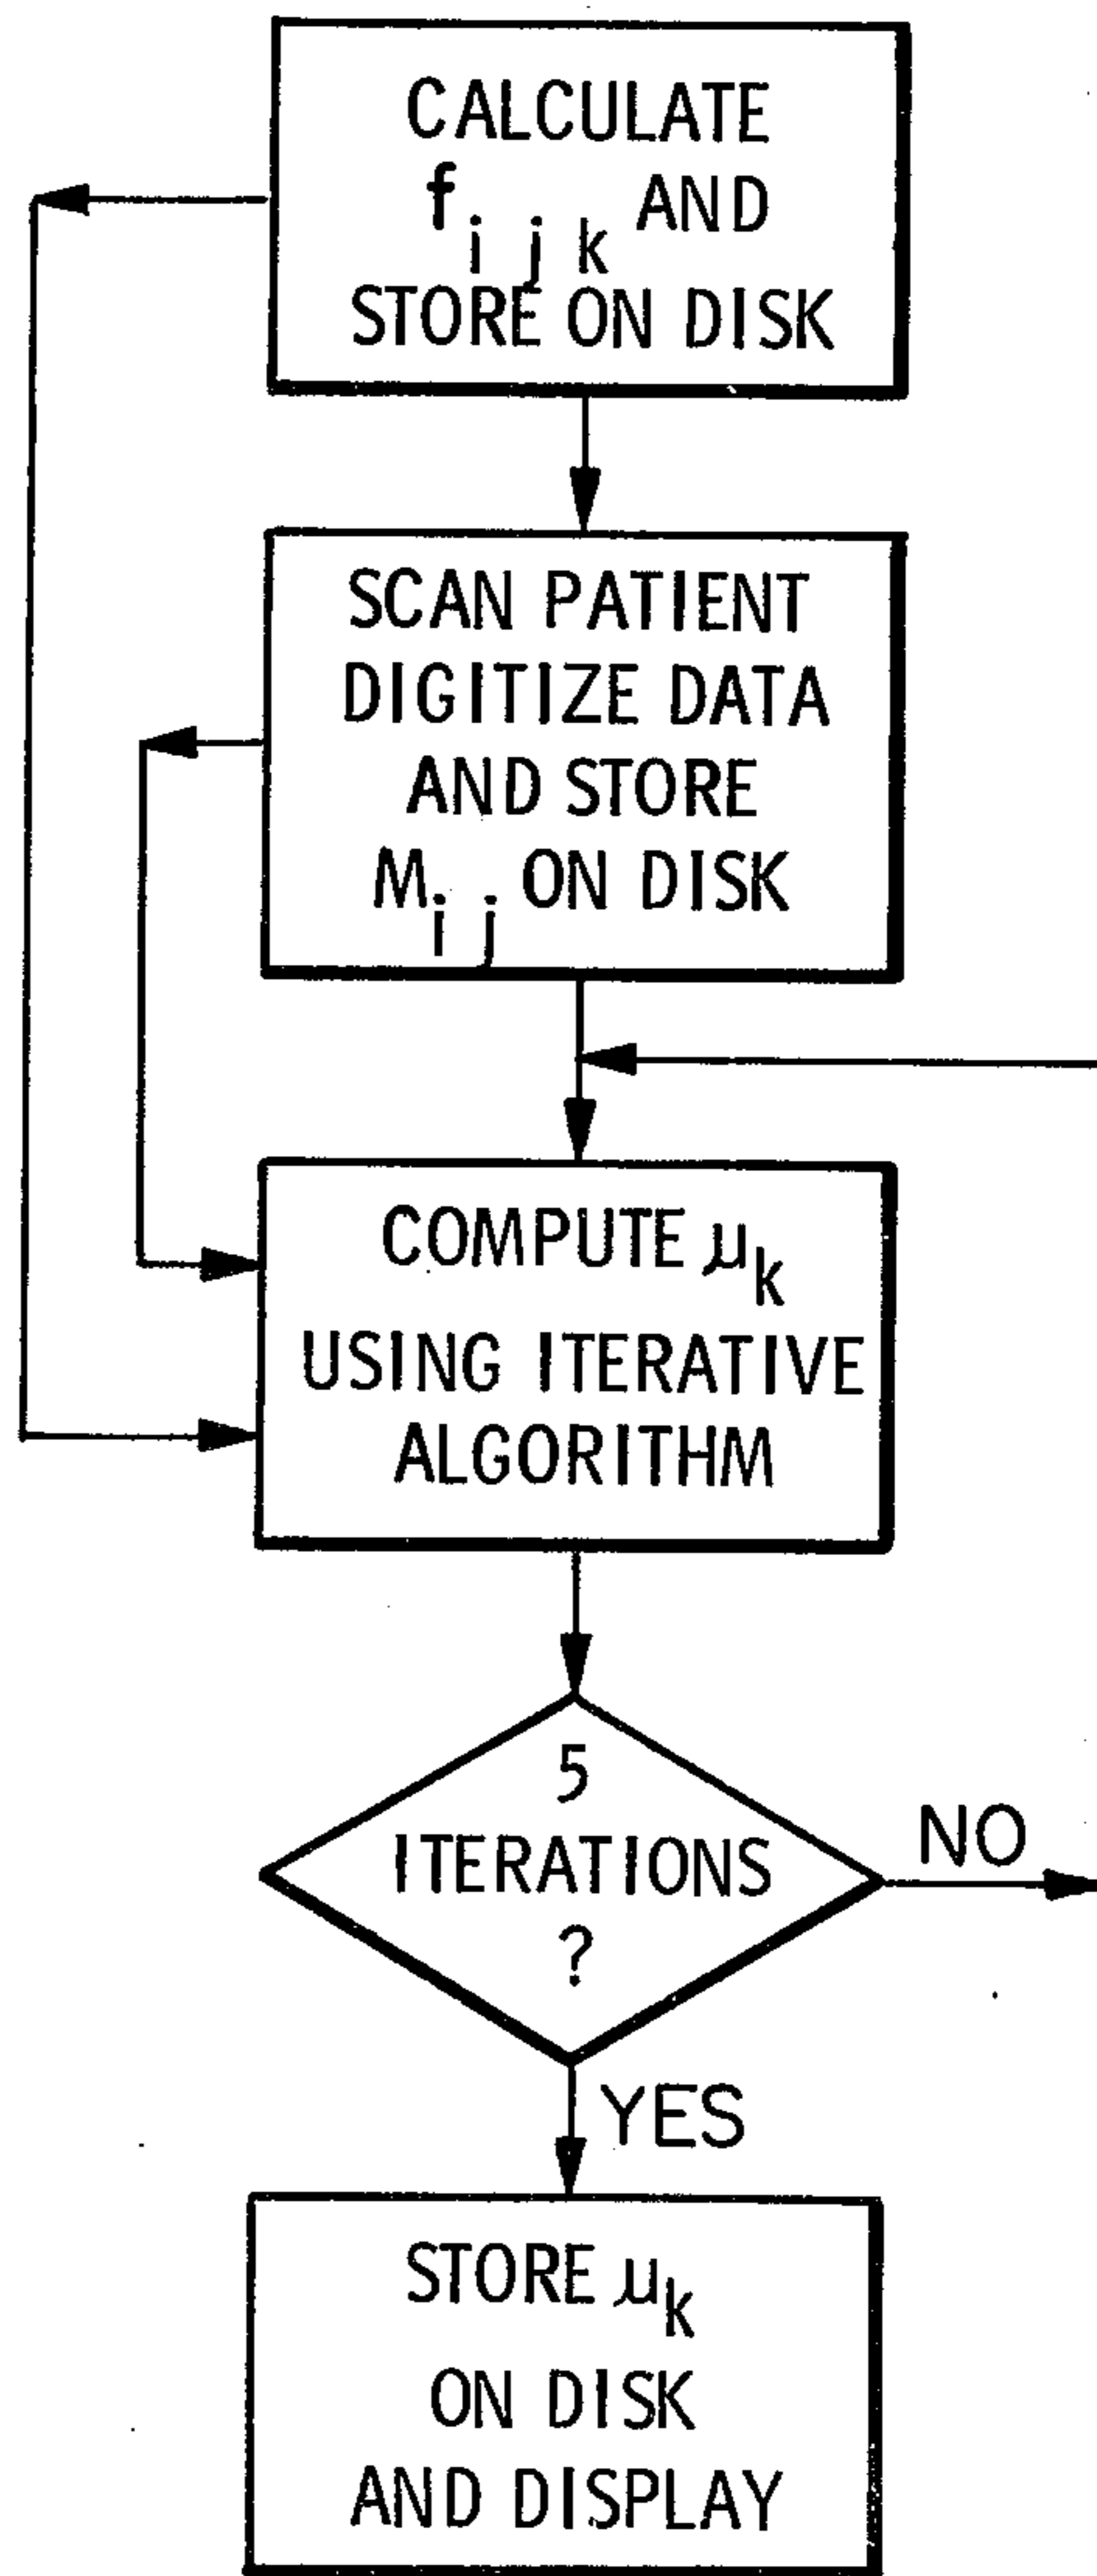 CALCULATE
f i j k AND
STORE ON DISK
SCAN PATIENT
DIGITIZE DATA
AND STORE
M i j ON DISK
COMPUTE μk
USING ITERATIVE
ALGORITHM
5
ITERATIONS
?
NO
YES
STORE μk
ON DISK
AND DISPLAY